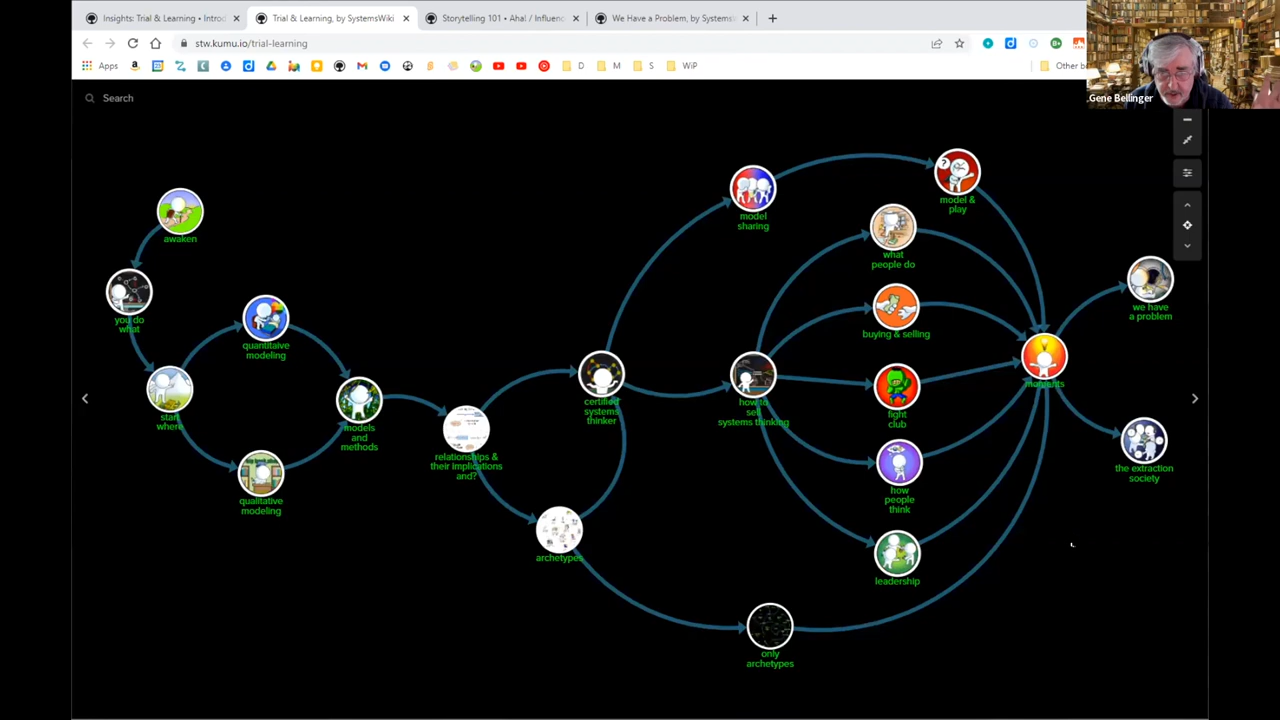 Insights: Trial & Learning • Introd
Trial & Learning, by SystemsWiki
Storytelling 101 • Aha! / Influenc
We Have a Problem, by Systemsw
stw.kumu.io/trial-learning
Apps
D
M
S
WiP
Other b
Gene Bellinger
Search
awaken
you do
what
start
where
quantitaive
modeling
qualitative
modeling
models
and
methods
relationships &
their implications
and?
archetypes
certified
systems
thinker
model
sharing
how to
sell
systems thinking
only
archetypes
model &
play
what
people do
buying & selling
fight
club
how
people
think
leadership
moments
we have
a problem
the extraction
society